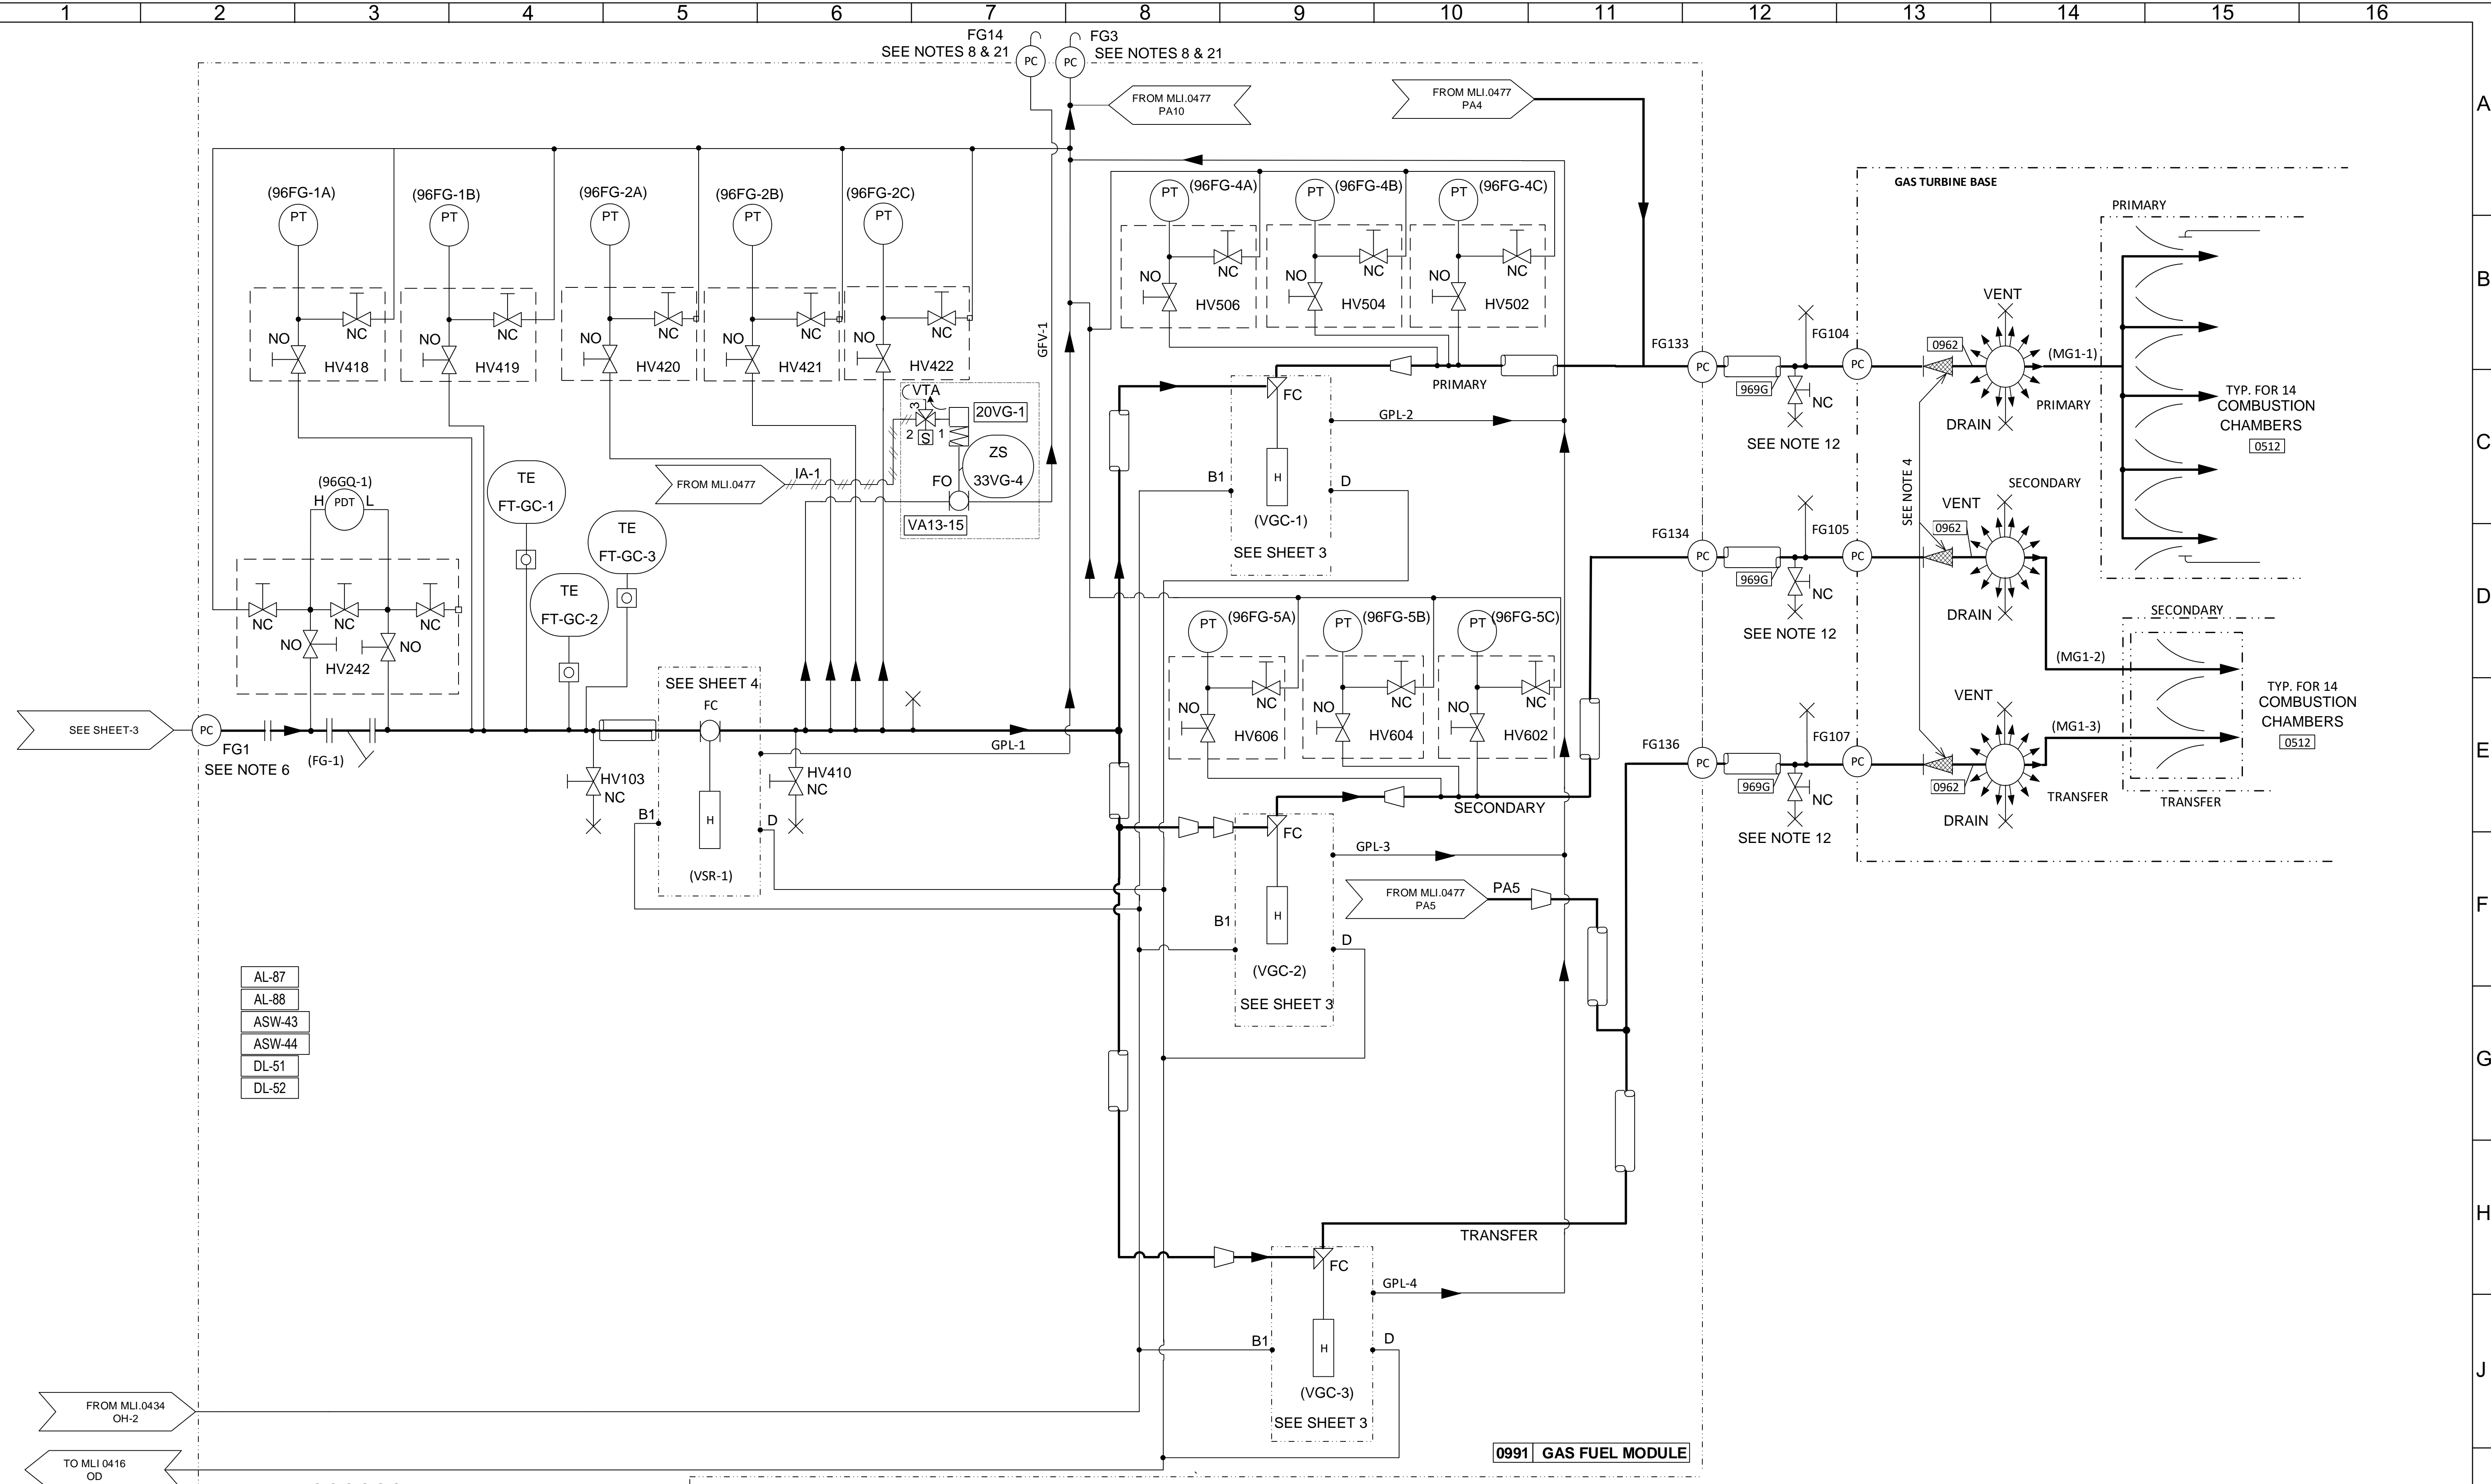 1 2 3 4 5 6 7 8 9 10 11 12 13 14 15 16
A
B
C
D
E
F
G
H
J
FG14
SEE NOTES 8 & 21
PC
PC
FG3
SEE NOTES 8 & 21
FROM MLI.0477
PA10
FROM MLI.0477
PA4
(96FG-1A)
PT
NO
NC
HV418
(96FG-1B)
PT
NO
NC
HV419
(96FG-2A)
PT
NO
NC
HV420
(96FG-2B)
PT
NO
NC
HV421
(96FG-2C)
PT
NO
NC
HV422
GFV-1
(96FG-4A)
PT
NO
NC
HV506
(96FG-4B)
PT
NO
NC
HV504
(96FG-4C)
PT
NO
NC
HV502
VTA
3
2
S
1
20VG-1
ZS
33VG-4
FO
VA13-15
FROM MLI.0477
IA-1
(96GQ-1)
H
PDT
L
NC
NC
NC
NO
NO
HV242
TE
FT-GC-1
TE
FT-GC-2
TE
FT-GC-3
SEE SHEET-3
PC
FG1
SEE NOTE 6
(FG-1)
HV103
NC
SEE SHEET 4
FC
B1
H
D
(VSR-1)
HV410
NC
GPL-1
FC
PRIMARY
GPL-2
B1
H
D
(VGC-1)
SEE SHEET 3
(96FG-5A)
PT
NO
NC
HV606
(96FG-5B)
PT
NO
NC
HV604
(96FG-5C)
PT
NO
NC
HV602
SECONDARY
FC
GPL-3
FROM MLI.0477
PA5
PA5
B1
H
D
(VGC-2)
SEE SHEET 3
TRANSFER
FC
GPL-4
B1
H
D
(VGC-3)
SEE SHEET 3
FG133
PC
969G
NC
FG104
PC
SEE NOTE 12
FG134
PC
969G
NC
FG105
PC
SEE NOTE 12
FG136
PC
969G
NC
FG107
PC
SEE NOTE 12
GAS TURBINE BASE
SEE NOTE 4
VENT
0962
DRAIN
(MG1-1)
PRIMARY
PRIMARY
TYP. FOR 14
COMBUSTION
CHAMBERS
0512
VENT
SECONDARY
0962
DRAIN
(MG1-2)
SECONDARY
VENT
0962
DRAIN
(MG1-3)
TRANSFER
TRANSFER
TYP. FOR 14
COMBUSTION
CHAMBERS
0512
AL-87
AL-88
ASW-43
ASW-44
DL-51
DL-52
FROM MLI.0434
OH-2
TO MLI 0416
OD
0991 GAS FUEL MODULE